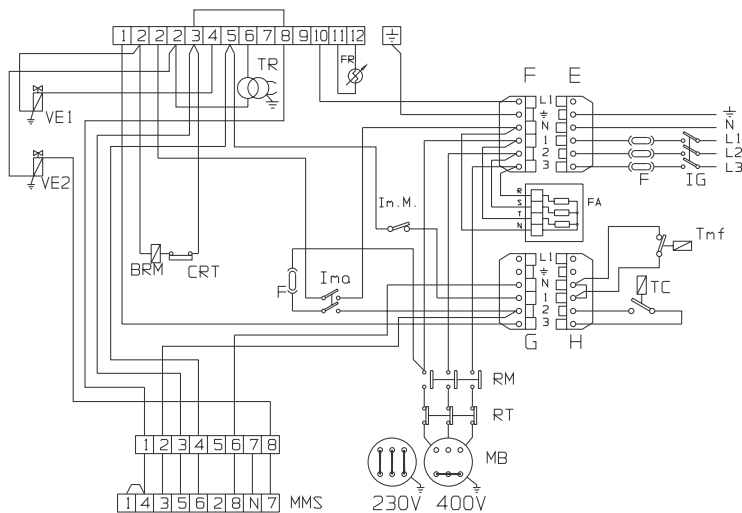 1 2 2 2 3 4 5 6 7 8 9 10 11 12
FR
TR
F E
L1
N
1
2
3
N
L1
L2
L3
F
IG
VE1
VE2
R
S
T
N
FA
Im.M.
Tmf
BRM
CRT
F
Ima
L1
N
1
2
3
TC
G H
RM
RT
MB
1 2 3 4 5 6 7 8
230V 400V
1 4 3 5 6 2 8 N 7
MMS